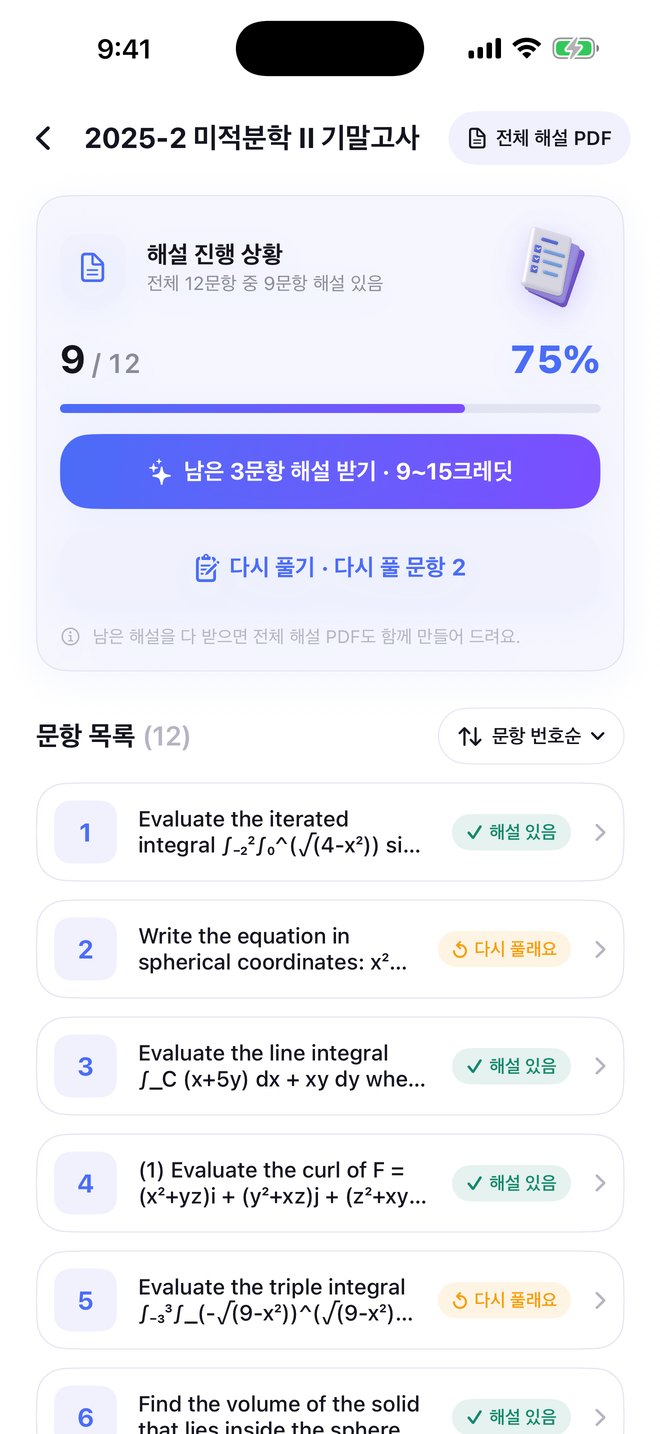 9:41
2025-2 미적분학 II 기말고사
전체 해설 PDF
해설 진행 상황
전체 12문항 중 9문항 해설 있음
9 / 12
75%
남은 3문항 해설 받기 · 9~15크레딧
다시 풀기 · 다시 풀 문항 2
남은 해설을 다 받으면 전체 해설 PDF도 함께 만들어 드려요.
문항 목록 (12)
문항 번호순
1
Evaluate the iterated
integral ∫₋₂²∫₀^(√(4-x²)) si...
해설 있음
2
Write the equation in
spherical coordinates: x²...
다시 풀래요
3
Evaluate the line integral
∫_C (x+5y) dx + xy dy whe...
해설 있음
4
(1) Evaluate the curl of F =
(x²+yz)i + (y²+xz)j + (z²+xy...
해설 있음
5
Evaluate the triple integral
∫₋₃³∫_(-√(9-x²))^(√(9-x²)...
다시 풀래요
6
Find the volume of the solid
that lies inside the sphere
해설 있음